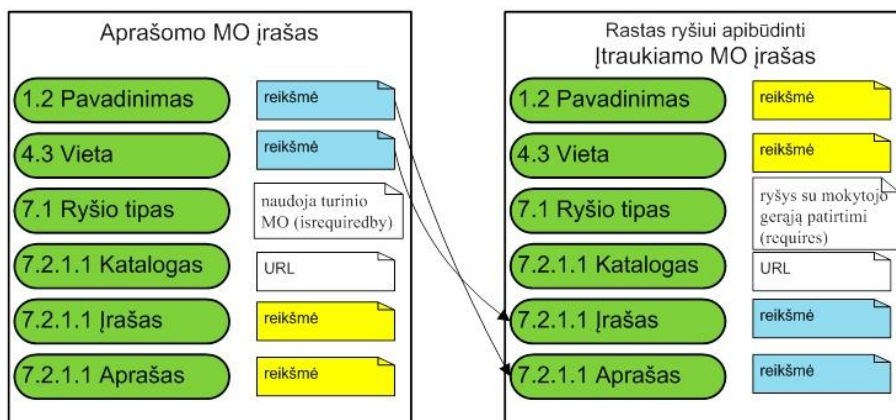 Aprašomo MO įrašas
1.2 Pavadinimas
reikšmė
4.3 Vieta
reikšmė
7.1 Ryšio tipas
naudoja turinio
MO (isrequiredby)
7.2.1.1 Katalogas
URL
7.2.1.1 Įrašas
reikšmė
7.2.1.1 Aprašas
reikšmė
Rastas ryšiui apibūdinti
Įtraukiamo MO įrašas
1.2 Pavadinimas
reikšmė
4.3 Vieta
reikšmė
7.1 Ryšio tipas
ryšys su mokytojo
gerąją patirtimi
(requires)
7.2.1.1 Katalogas
URL
7.2.1.1 Įrašas
reikšmė
7.2.1.1 Aprašas
reikšmė